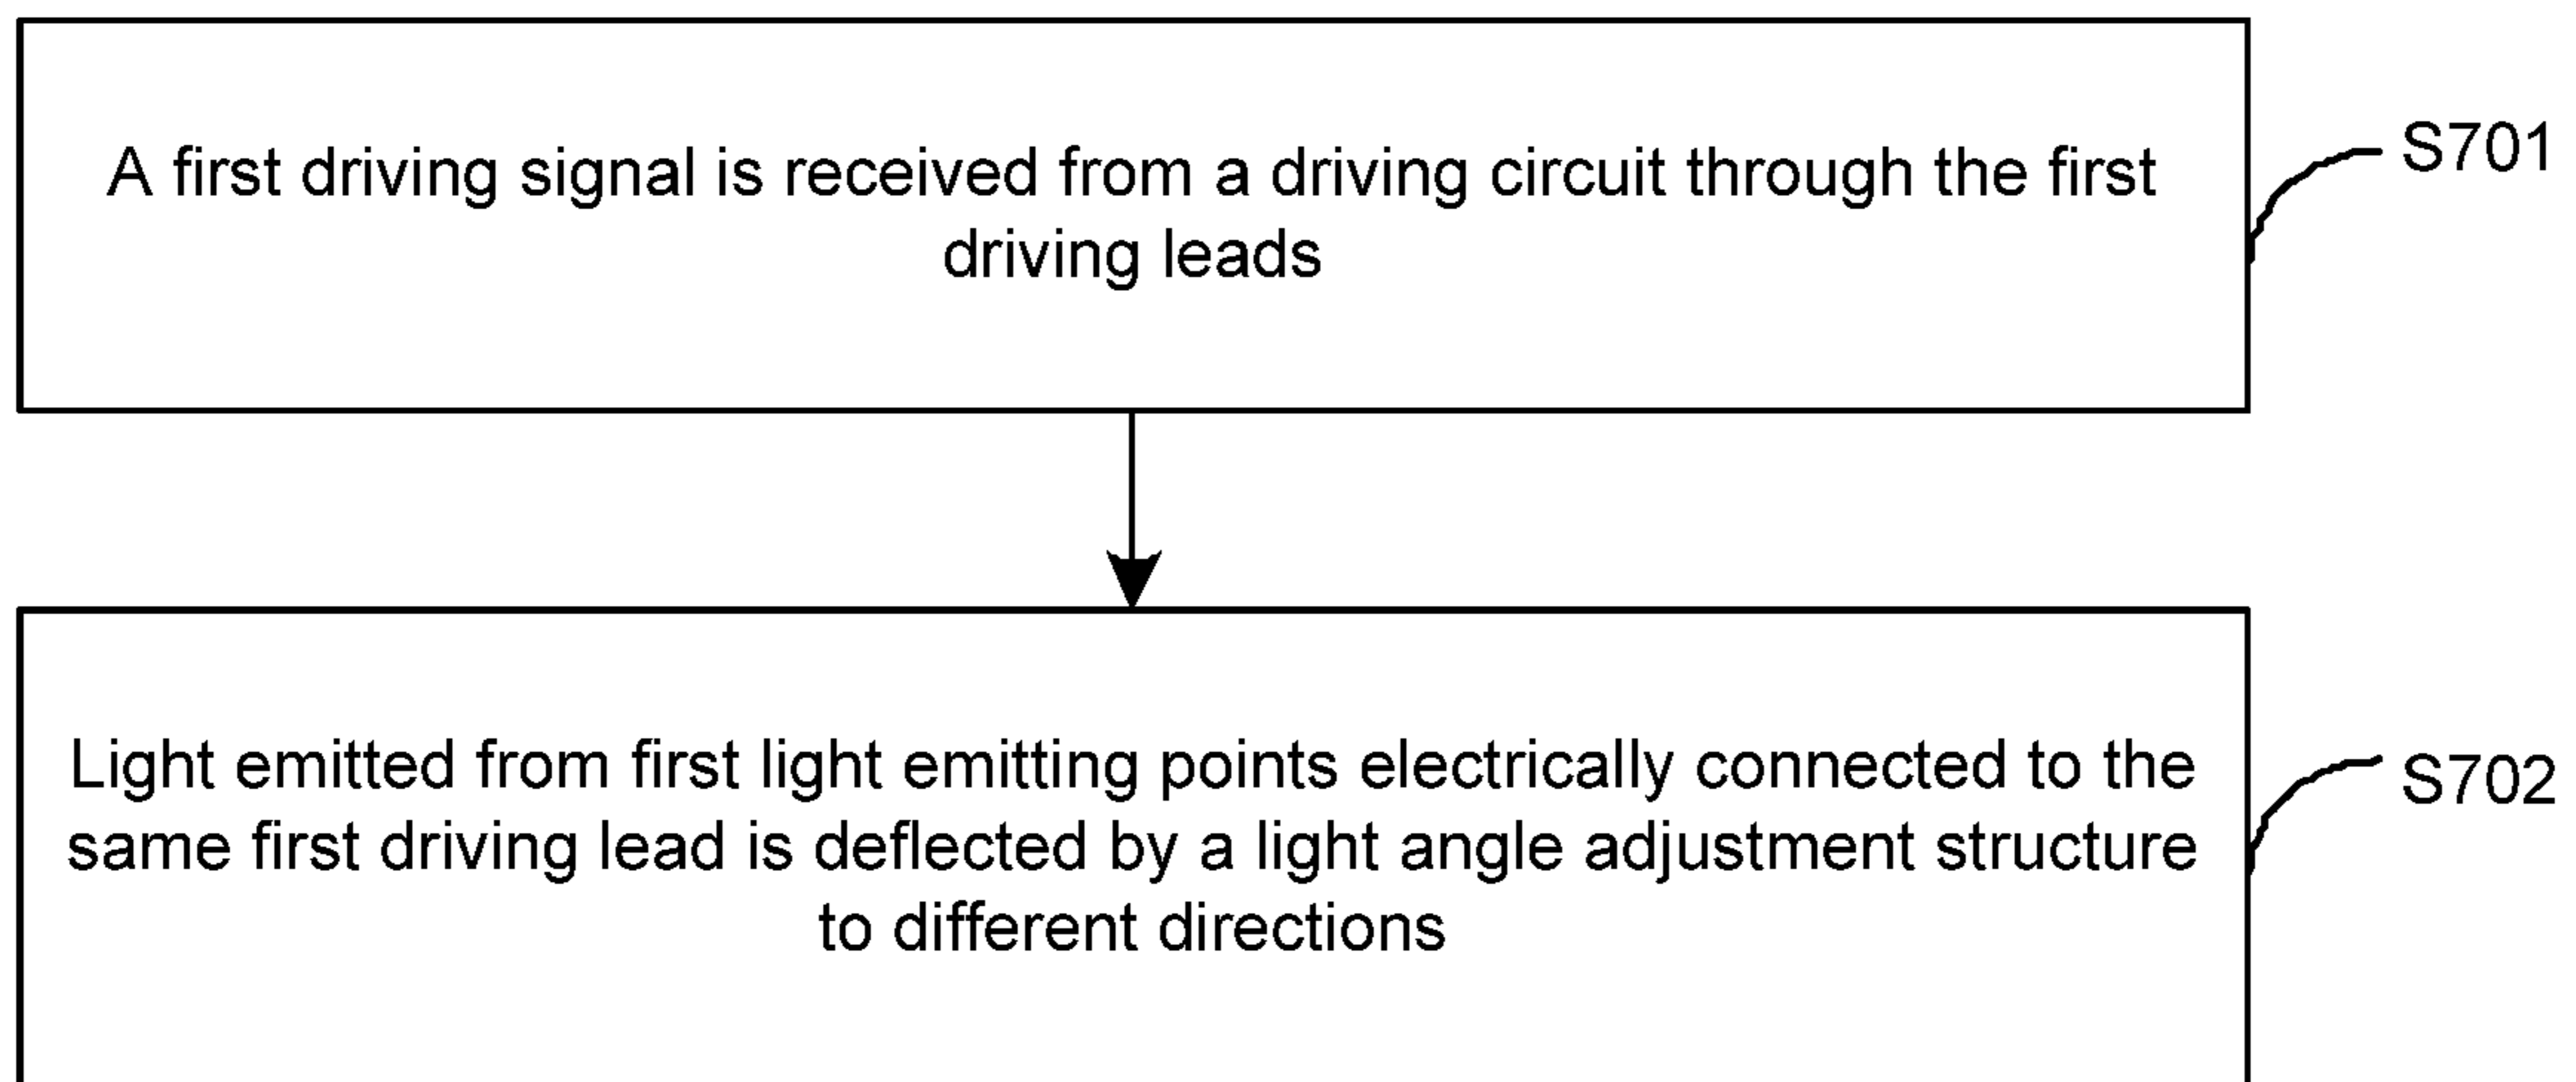 A first driving signal is received from a driving circuit through the first
driving leads
S701
Light emitted from first light emitting points electrically connected to the
same first driving lead is deflected by a light angle adjustment structure
to different directions
S702